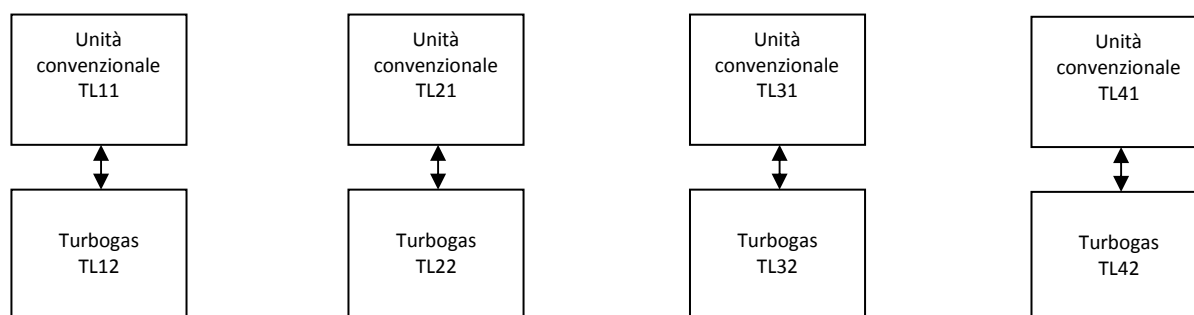 Unità
convenzionale
TL11
Unità
convenzionale
TL21
Unità
convenzionale
TL31
Unità
convenzionale
TL41
Turbogas
TL12
Turbogas
TL22
Turbogas
TL32
Turbogas
TL42